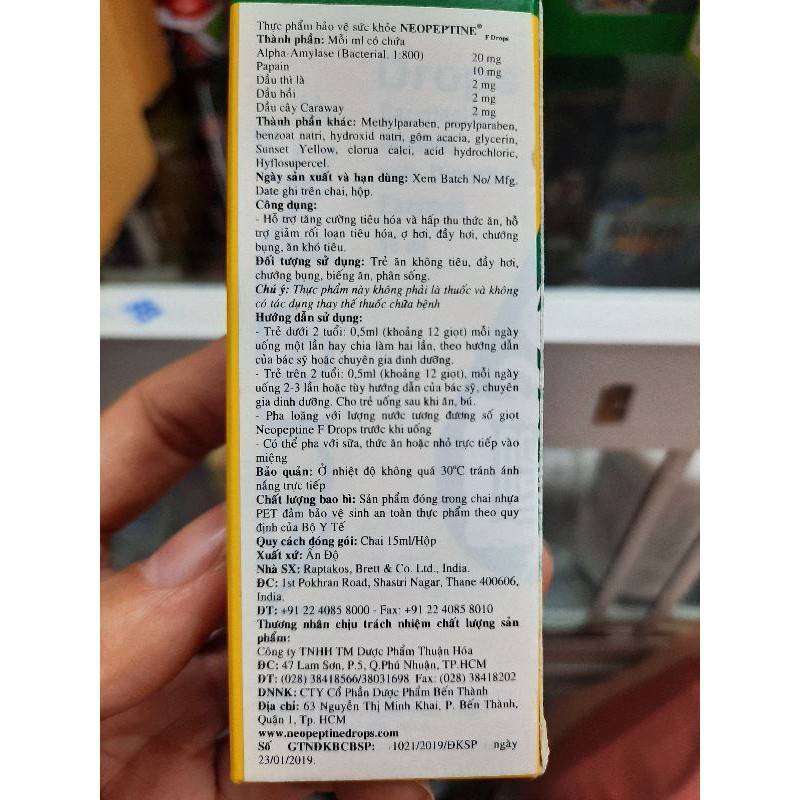 Thực phẩm bảo vệ sức khỏe NEOPEPTINE® F Drops
Thành phần: Mỗi ml có chứa
Alpha-Amylase (Bacterial. 1:800) 20 mg
Papain 10 mg
Dầu thì là 2 mg
Dầu hồi 2 mg
Dầu cây Caraway 2 mg
Thành phần khác: Methylparaben, propylparaben,
benzoat natri, hydroxid natri, gôm acacia, glycerin,
Sunset Yellow, clorua calci, acid hydrochloric,
Hyflosupercel.
Ngày sản xuất và hạn dùng: Xem Batch No/ Mfg.
Date ghi trên chai, hộp.
Công dụng:
- Hỗ trợ tăng cường tiêu hóa và hấp thu thức ăn, hỗ
trợ giảm rối loạn tiêu hóa, ợ hơi, đầy hơi, chướng
bụng, ăn khó tiêu.
Đối tượng sử dụng: Trẻ ăn không tiêu, đầy hơi,
chướng bụng, biếng ăn, phân sống.
Chú ý: Thực phẩm này không phải là thuốc và không
có tác dụng thay thế thuốc chữa bệnh
Hướng dẫn sử dụng:
- Trẻ dưới 2 tuổi: 0,5ml (khoảng 12 giọt) mỗi ngày
uống một lần hay chia làm hai lần, theo hướng dẫn
của bác sỹ hoặc chuyên gia dinh dưỡng.
- Trẻ trên 2 tuổi: 0,5ml (khoảng 12 giọt), mỗi ngày
uống 2-3 lần hoặc tùy hướng dẫn của bác sỹ, chuyên
gia dinh dưỡng. Cho trẻ uống sau khi ăn, bú.
- Pha loãng với lượng nước tương đương số giọt
Neopeptine F Drops trước khi uống
- Có thể pha với sữa, thức ăn hoặc nhỏ trực tiếp vào
miệng
Bảo quản: Ở nhiệt độ không quá 30°C tránh ánh
nắng trực tiếp
Chất lượng bao bì: Sản phẩm đóng trong chai nhựa
PET đảm bảo vệ sinh an toàn thực phẩm theo quy
định của Bộ Y Tế
Quy cách đóng gói: Chai 15ml/Hộp
Xuất xứ: Ấn Độ
Nhà SX: Raptakos, Brett & Co. Ltd., India.
ĐC: 1st Pokhran Road, Shastri Nagar, Thane 400606,
India.
ĐT: +91 22 4085 8000 - Fax: +91 22 4085 8010
Thương nhân chịu trách nhiệm chất lượng sản
phẩm:
Công ty TNHH TM Dược Phẩm Thuận Hóa
ĐC: 47 Lam Sơn, P.5, Q.Phú Nhuận, TP.HCM
ĐT: (028) 38418566/38031698 Fax: (028) 38418202
DNNK: CTY Cổ Phần Dược Phẩm Bến Thành
Địa chỉ: 63 Nguyễn Thị Minh Khai, P. Bến Thành,
Quận 1, Tp. HCM
www.neopeptinedrops.com
Số GTNĐKBCBSP: 1021/2019/ĐKSP ngày
23/01/2019.